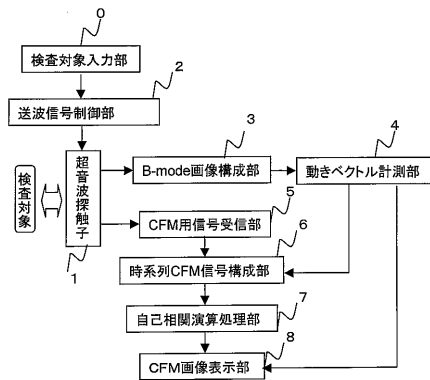 0
検査対象入力部
2
送波信号制御部
3
4
超音波探触子
B-mode画像構成部
動きベクトル計測部
検査対象
5
CFM用信号受信部
6
1
時系列CFM信号構成部
7
自己相関演算処理部
8
CFM画像表示部